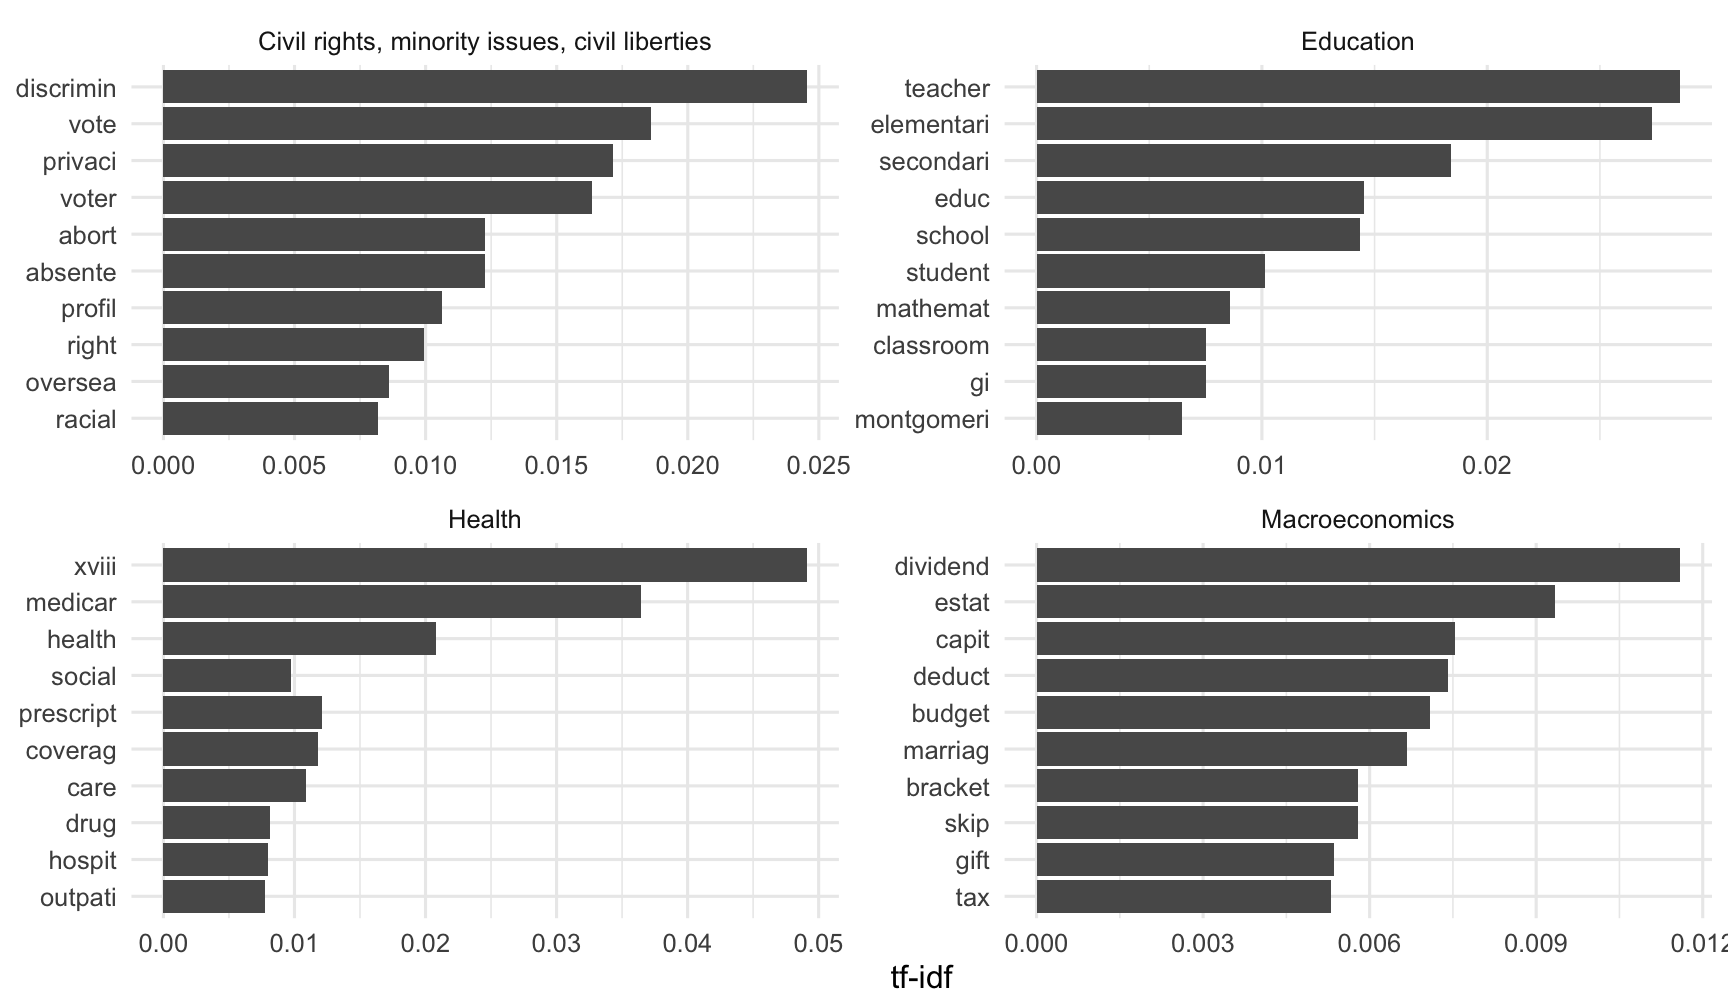 Civil rights, minority issues, civil liberties
discrimin
vote
privaci
voter
abort
absente
profil
right
oversea
racial
0.000 0.005 0.010 0.015 0.020 0.025
Education
teacher
elementari
secondari
educ
school
student
mathemat
classroom
gi
montgomeri
0.00 0.01 0.02
Health
xviii
medicar
health
social
prescript
coverag
care
drug
hospit
outpati
0.00 0.01 0.02 0.03 0.04 0.05
Macroeconomics
dividend
estat
capit
deduct
budget
marriag
bracket
skip
gift
tax
0.000 0.003 0.006 0.009 0.012
tf-idf